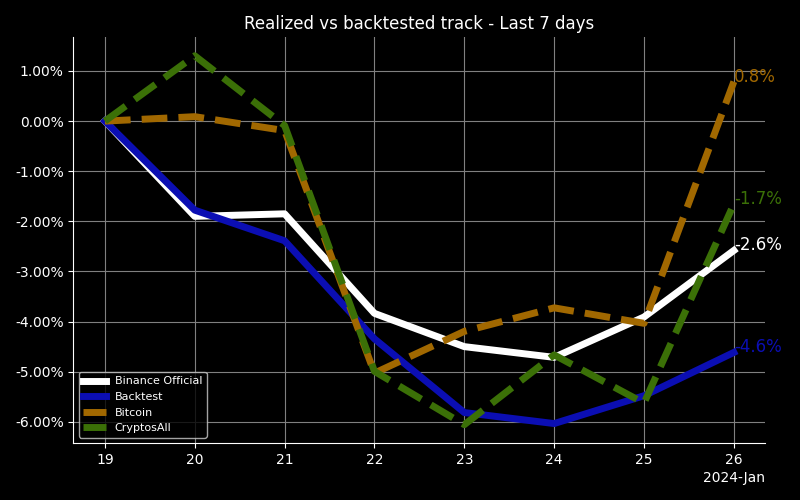 Realized vs backtested track - Last 7 days
1.00%
0.00%
-1.00%
-2.00%
-3.00%
-4.00%
-5.00%
-6.00%
0.8%
-1.7%
-2.6%
-4.6%
Binance Official
Backtest
Bitcoin
CryptosAll
19 20 21 22 23 24 25 26
2024-Jan